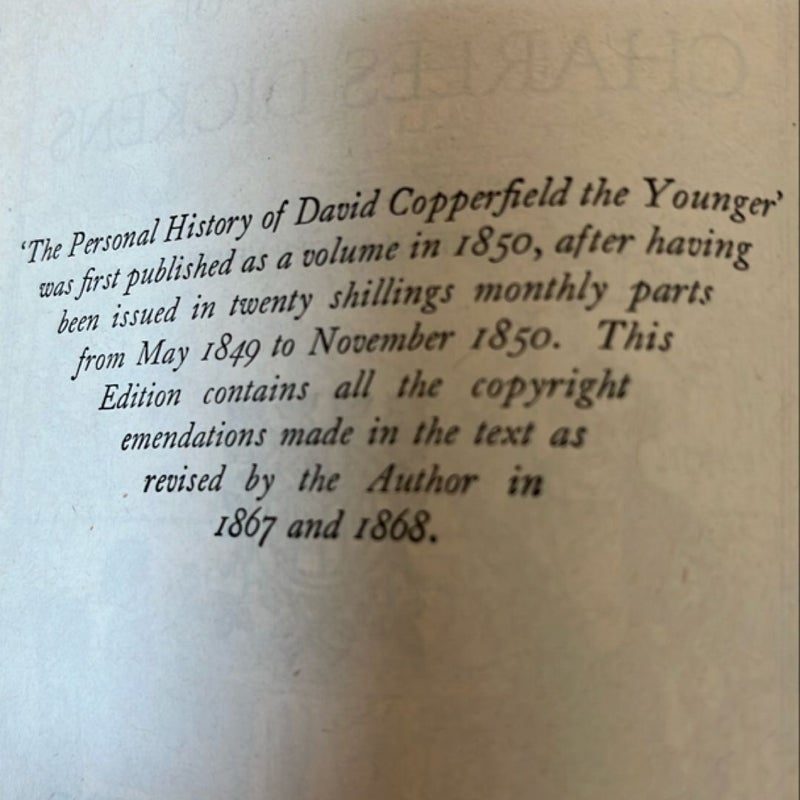 ‘The Personal History of David Copperfield the Younger’
was first published as a volume in 1850, after having
been issued in twenty shillings monthly parts
from May 1849 to November 1850. This
Edition contains all the copyright
emendations made in the text as
revised by the Author in
1867 and 1868.